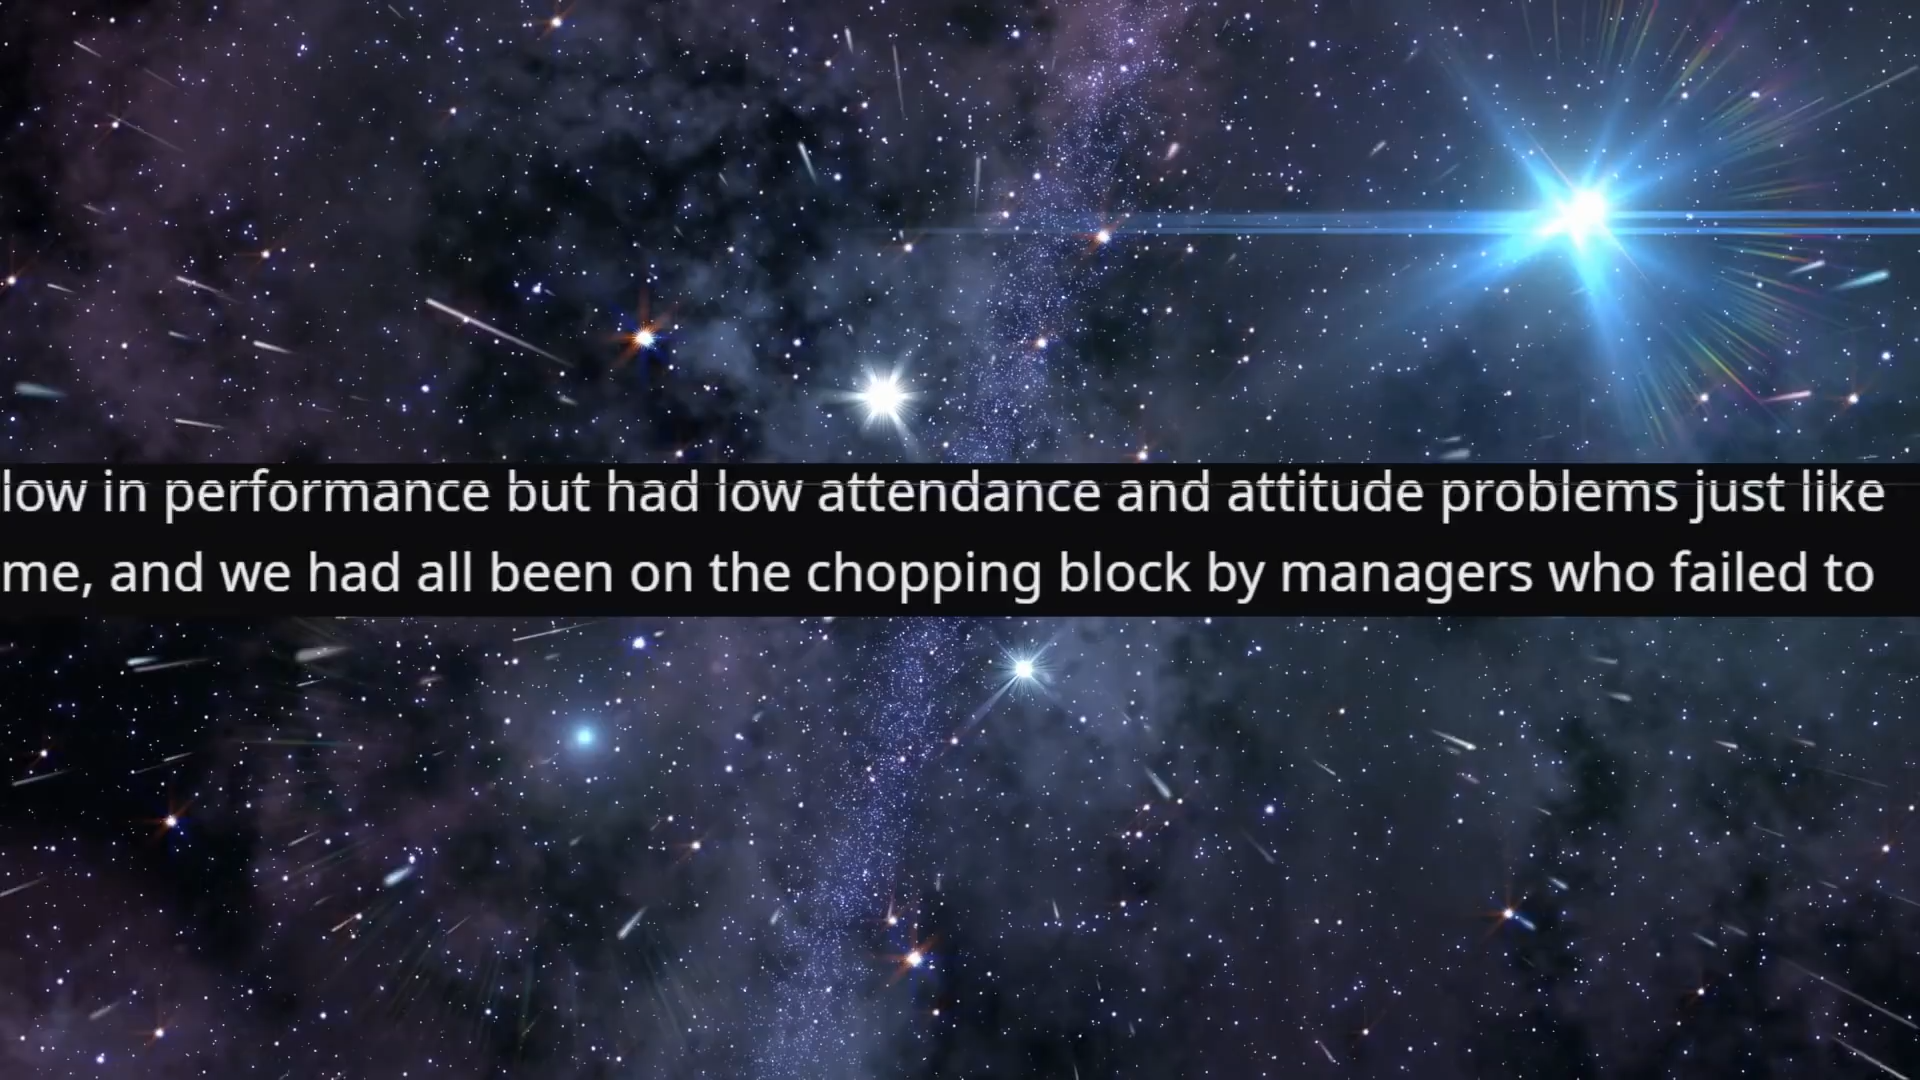 low in performance but had low attendance and attitude problems just like
me, and we had all been on the chopping block by managers who failed to